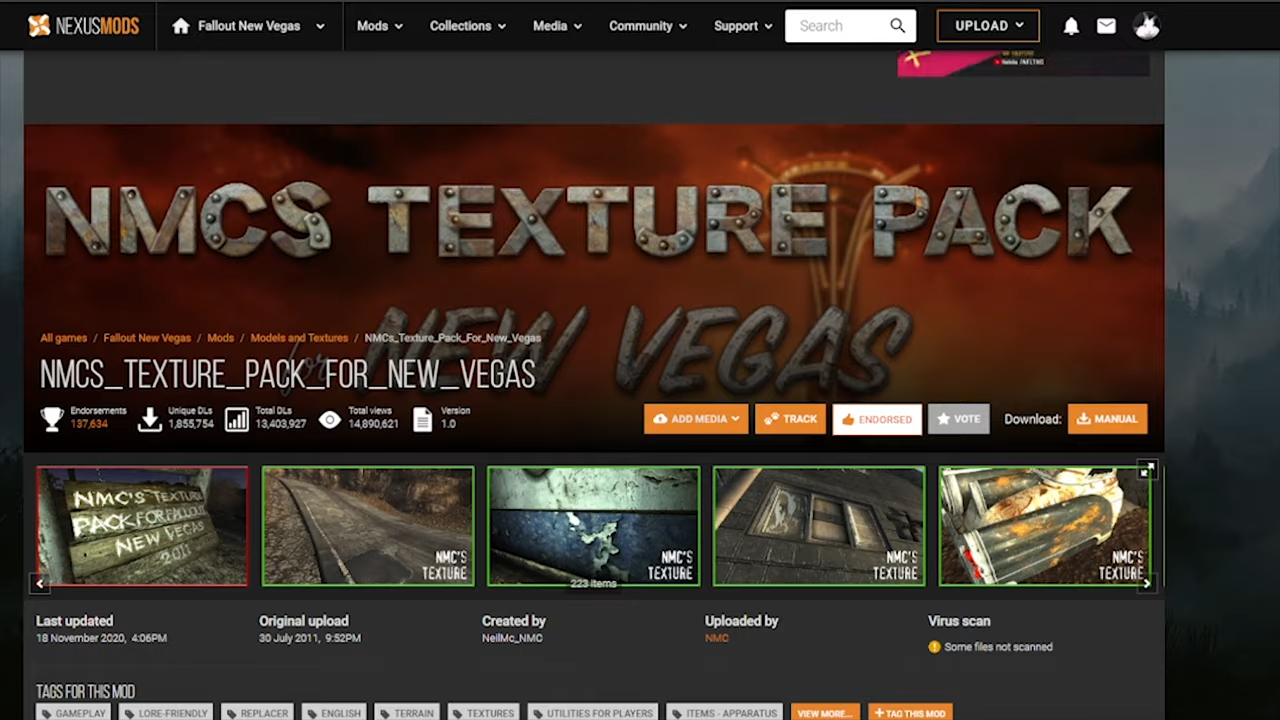 NEXUSMODS
Fallout New Vegas
Mods
Collections
Media
Community
Support
Search
UPLOAD
NMCS TEXTURE PACK
for NEW VEGAS
All games / Fallout New Vegas / Mods / Models and Textures / NMCs_Texture_Pack_For_New_Vegas
NMCS_TEXTURE_PACK_FOR_NEW_VEGAS
Endorsements
137,634
Unique DLs
1,855,754
Total DLs
13,403,927
Total views
14,890,621
Version
1.0
ADD MEDIA
TRACK
ENDORSED
VOTE
Download:
MANUAL
NMC'S TEXTURE
PACK FOR FALLOUT
NEW VEGAS
2011
NMC'S
TEXTURE
NMC'S
TEXTURE
NMC'S
TEXTURE
NMC'S
TEXTURE
223 items
Last updated
18 November 2020, 4:06PM
Original upload
30 July 2011, 9:52PM
Created by
NeilMc_NMC
Uploaded by
NMC
Virus scan
Some files not scanned
TAGS FOR THIS MOD
GAMEPLAY
LORE-FRIENDLY
REPLACER
ENGLISH
TERRAIN
TEXTURES
UTILITIES FOR PLAYERS
ITEMS - APPARATUS
VIEW MORE...
+ TAG THIS MOD